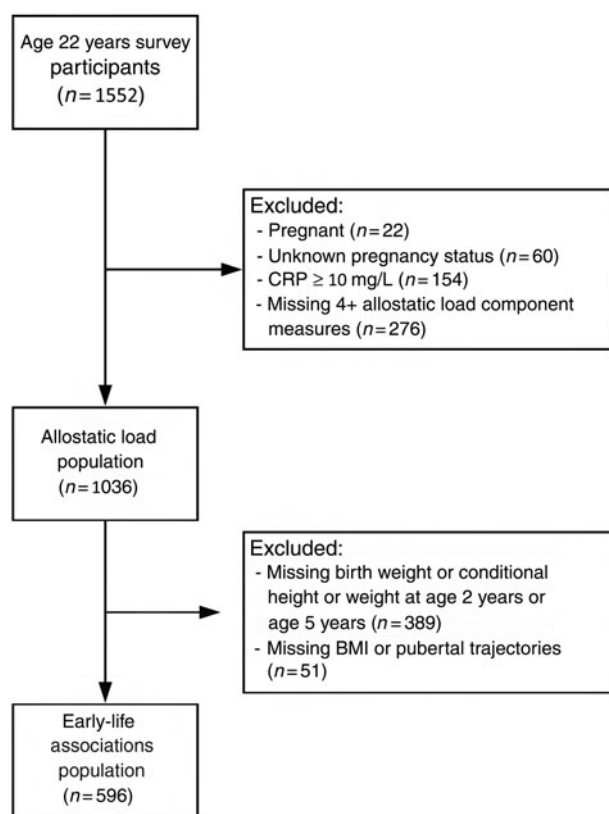 Age 22 years survey
participants
(n=1552)
Excluded:
- Pregnant (n=22)
- Unknown pregnancy status (n=60)
- CRP ≥ 10 mg/L (n=154)
- Missing 4+ allostatic load component
measures (n=276)
Allostatic load
population
(n=1036)
Excluded:
- Missing birth weight or conditional
height or weight at age 2 years or
age 5 years (n=389)
- Missing BMI or pubertal trajectories
(n=51)
Early-life
associations
population
(n=596)